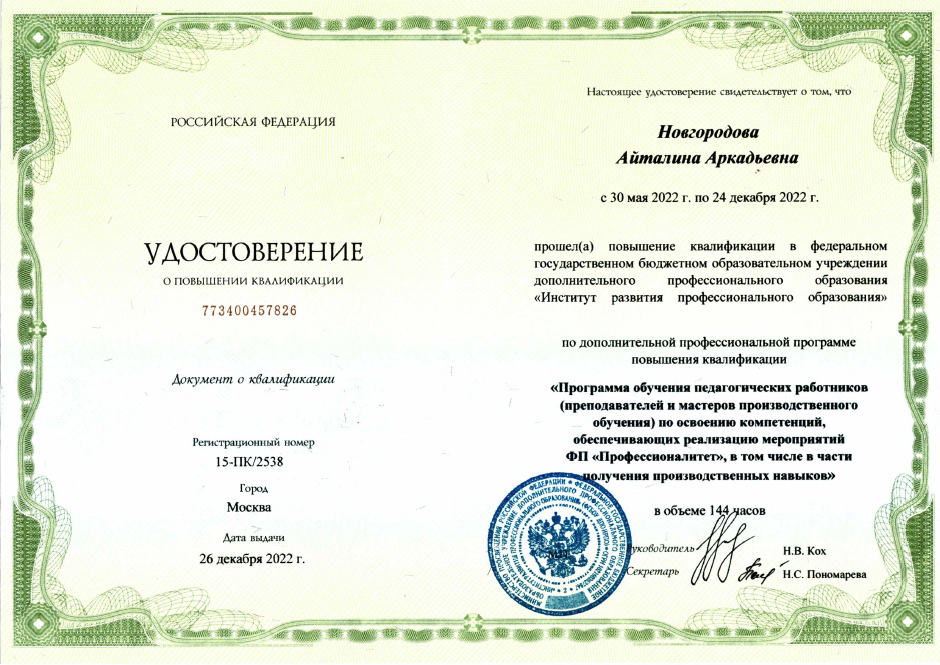 РОССИЙСКАЯ ФЕДЕРАЦИЯ
УДОСТОВЕРЕНИЕ
О ПОВЫШЕНИИ КВАЛИФИКАЦИИ
773400457826
Документ о квалификации
Регистрационный номер
15-ПК/2538
Город
Москва
Дата выдачи
26 декабря 2022 г.
Настоящее удостоверение свидетельствует о том, что
Новгородова
Айталина Аркадьевна
с 30 мая 2022 г. по 24 декабря 2022 г.
прошел(а) повышение квалификации в федеральном
государственном бюджетном образовательном учреждении
дополнительного профессионального образования
«Институт развития профессионального образования»
по дополнительной профессиональной программе
повышения квалификации
«Программа обучения педагогических работников
(преподавателей и мастеров производственного
обучения) по освоению компетенций,
обеспечивающих реализацию мероприятий
ФП «Профессионалитет», в том числе в части
получения производственных навыков»
в объеме 144 часов
Руководитель
Н.В. Кох
Секретарь
Н.С. Пономарева
М.П.